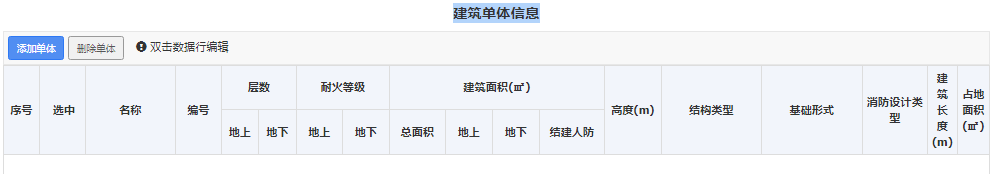 建筑单体信息
添加单体 删除单体 双击数据行编辑
序号 选中 名称 编号 层数 耐火等级 建筑面积(㎡) 高度(m) 结构类型 基础形式 消防设计类型 建筑长度(m) 占地面积(㎡)
地上 地下 地上 地下 总面积 地上 地下 结建人防